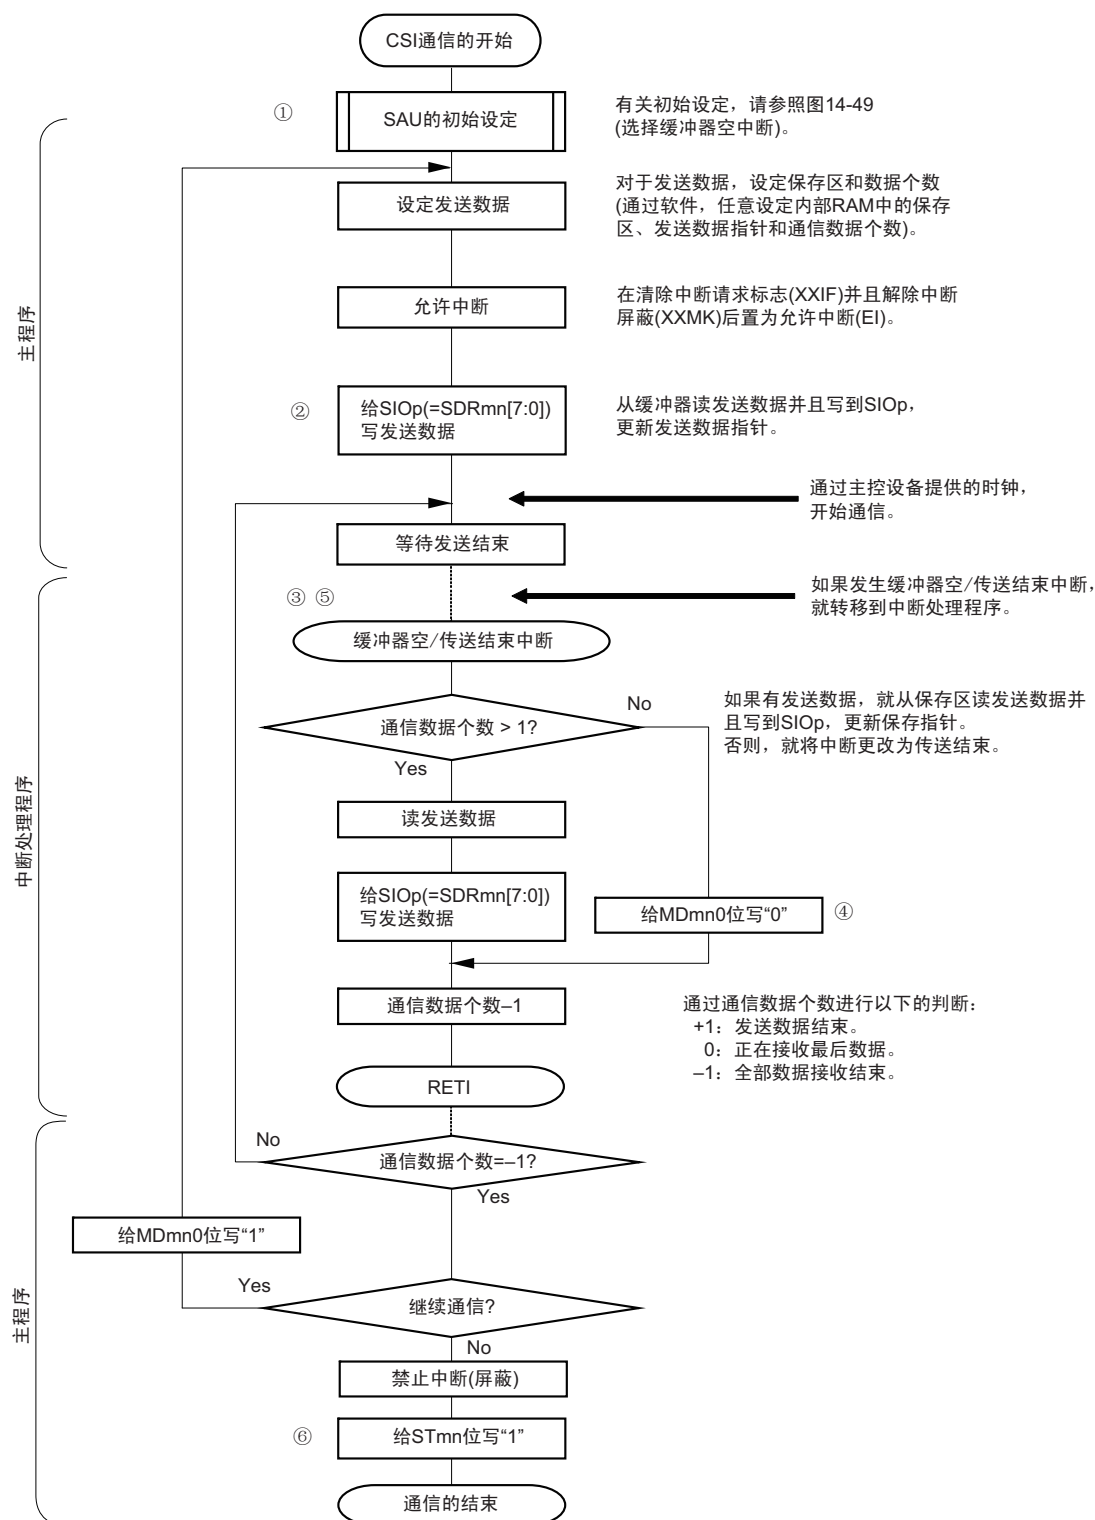 CSI通信的开始
①
SAU的初始设定
有关初始设定，请参照图14-49
(选择缓冲器空中断)。
设定发送数据
对于发送数据，设定保存区和数据个数
(通过软件，任意设定内部RAM中的保存
区、发送数据指针和通信数据个数)。
主程序
允许中断
在清除中断请求标志(XXIF)并且解除中断
屏蔽(XXMK)后置为允许中断(EI)。
②
给SIOp(=SDRmn[7:0])
写发送数据
从缓冲器读发送数据并且写到SIOp，
更新发送数据指针。
通过主控设备提供的时钟，
开始通信。
等待发送结束
③ ⑤
如果发生缓冲器空/传送结束中断，
就转移到中断处理程序。
缓冲器空/传送结束中断
通信数据个数 > 1?
No
Yes
如果有发送数据，就从保存区读发送数据并
且写到SIOp，更新保存指针。
否则，就将中断更改为传送结束。
中断处理程序
读发送数据
给SIOp(=SDRmn[7:0])
写发送数据
给MDmn0位写“0”
④
通信数据个数–1
通过通信数据个数进行以下的判断：
+1：发送数据结束。
0：正在接收最后数据。
–1：全部数据接收结束。
RETI
No
通信数据个数=–1?
Yes
给MDmn0位写“1”
Yes
继续通信?
No
主程序
禁止中断(屏蔽)
⑥
给STmn位写“1”
通信的结束